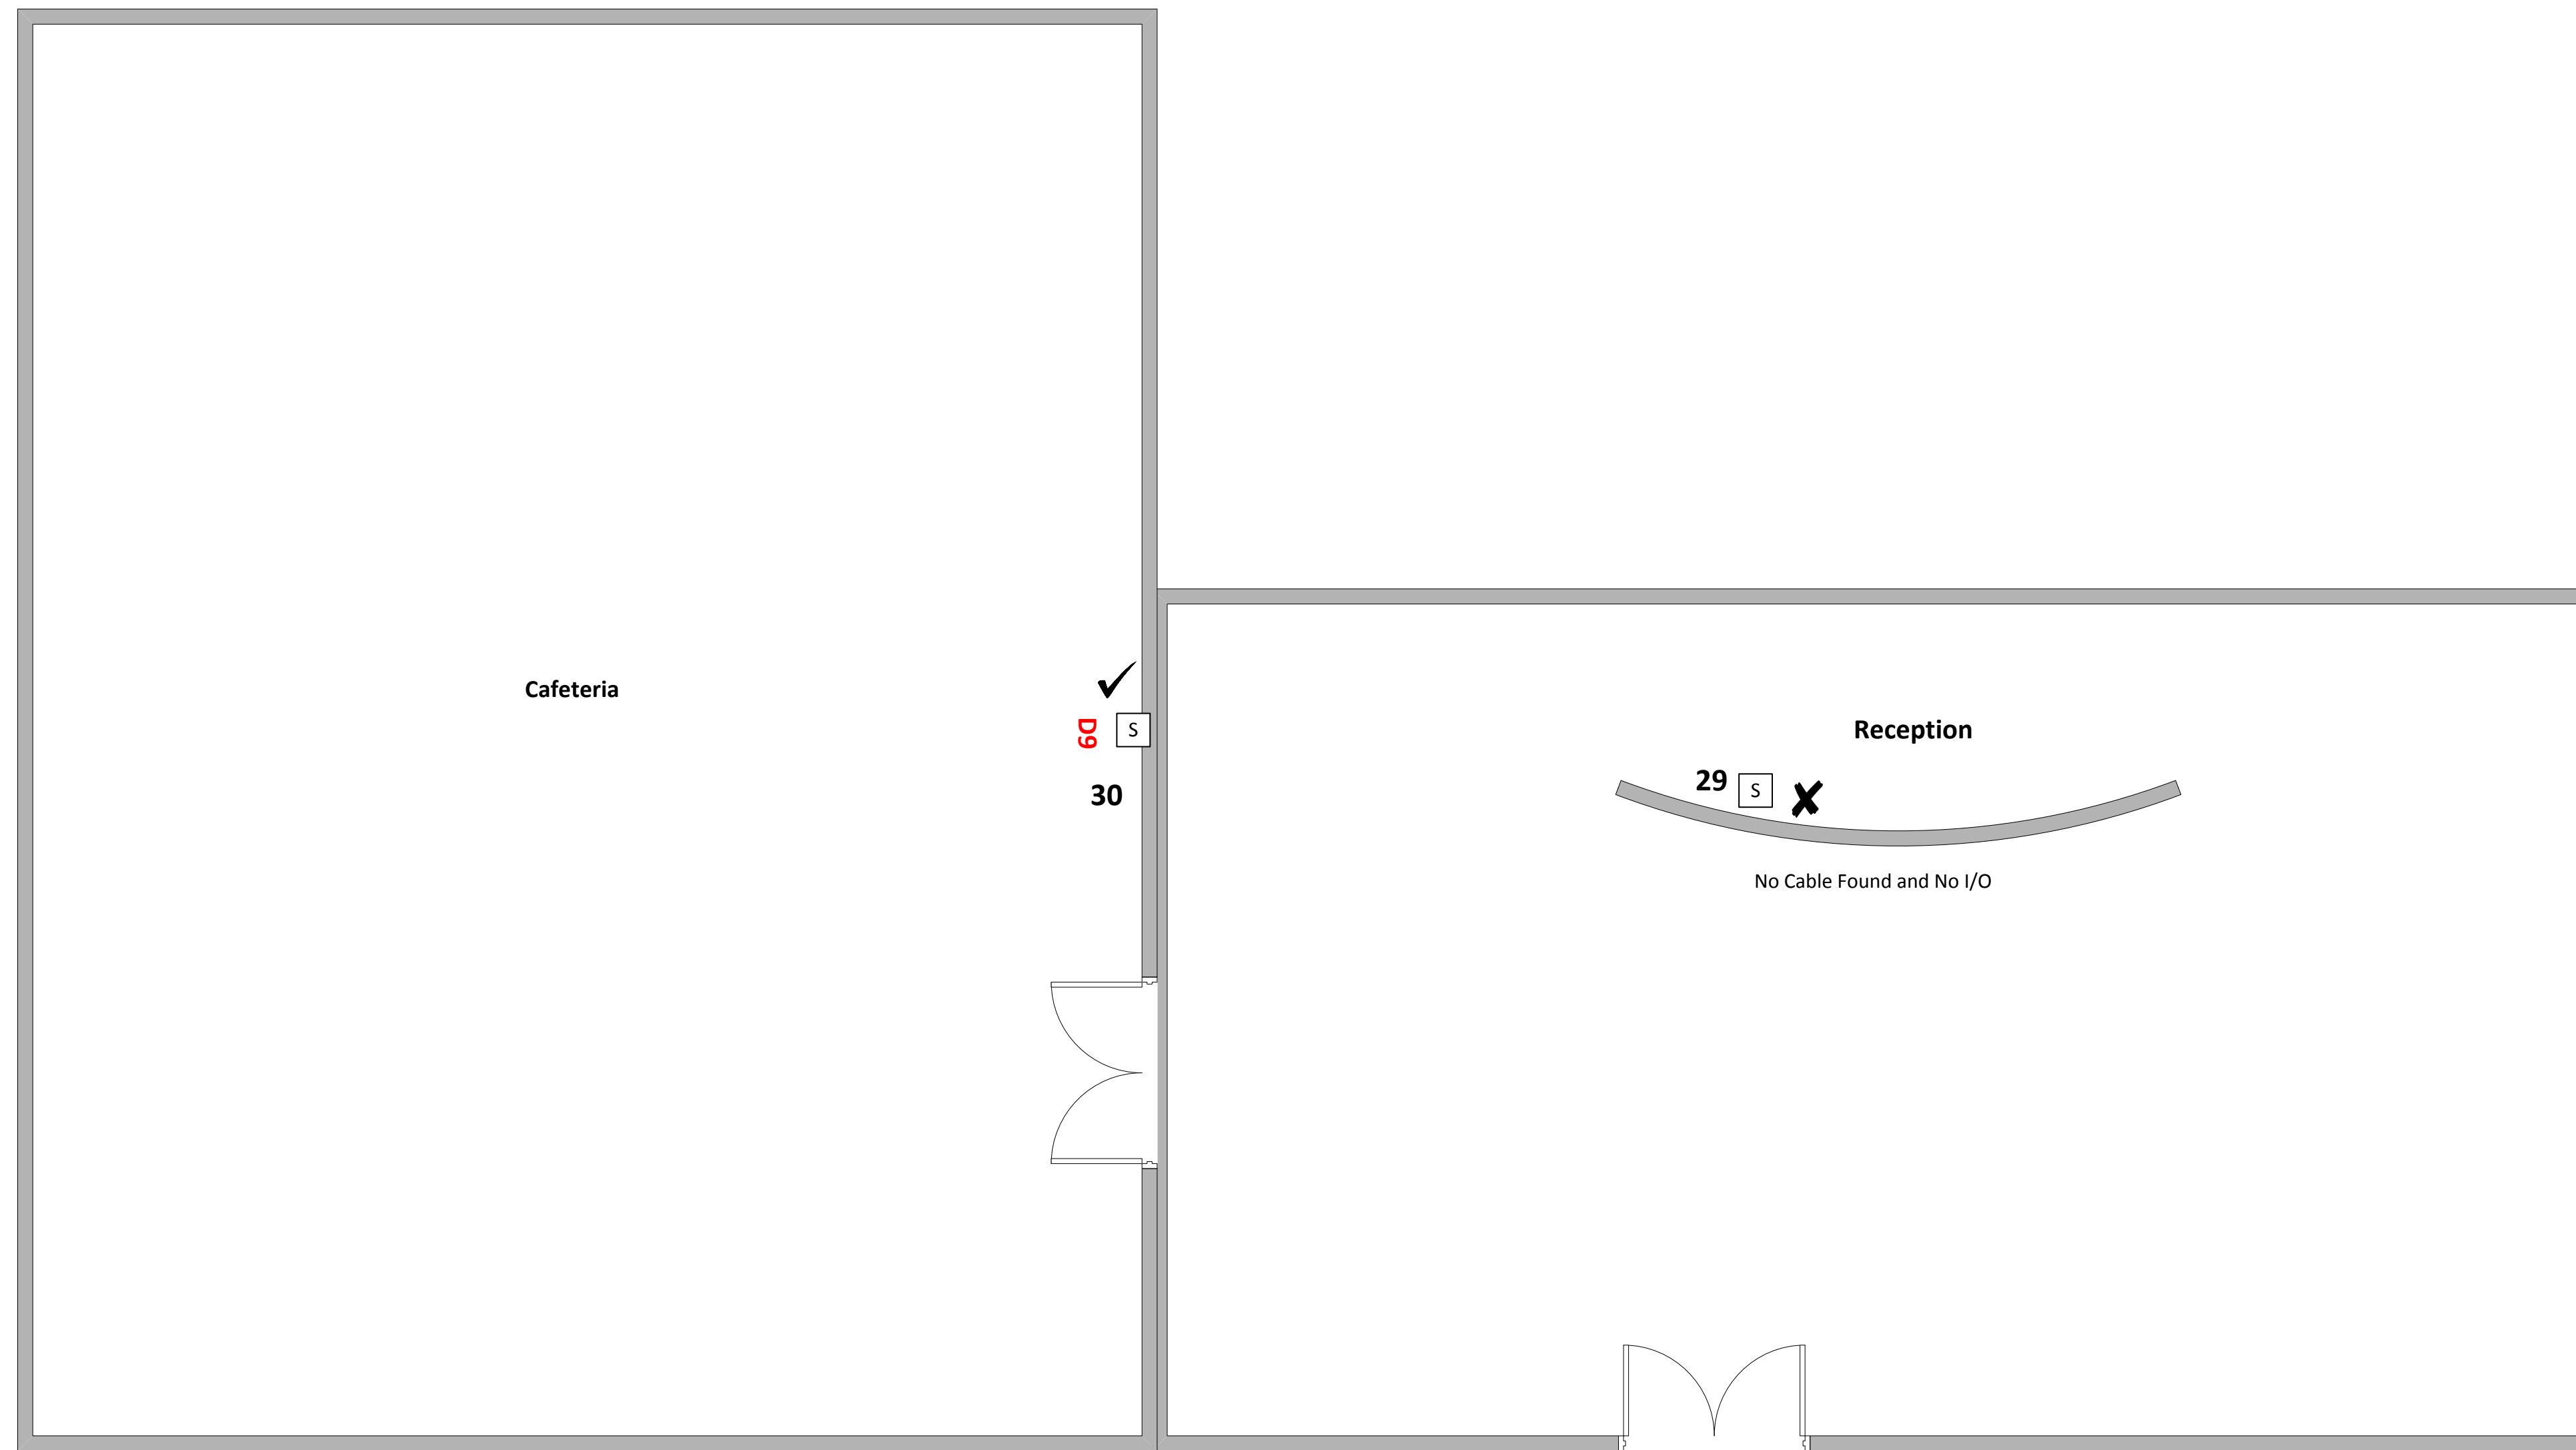 Cafeteria
D9
S
30
Reception
29
S
No Cable Found and No I/O